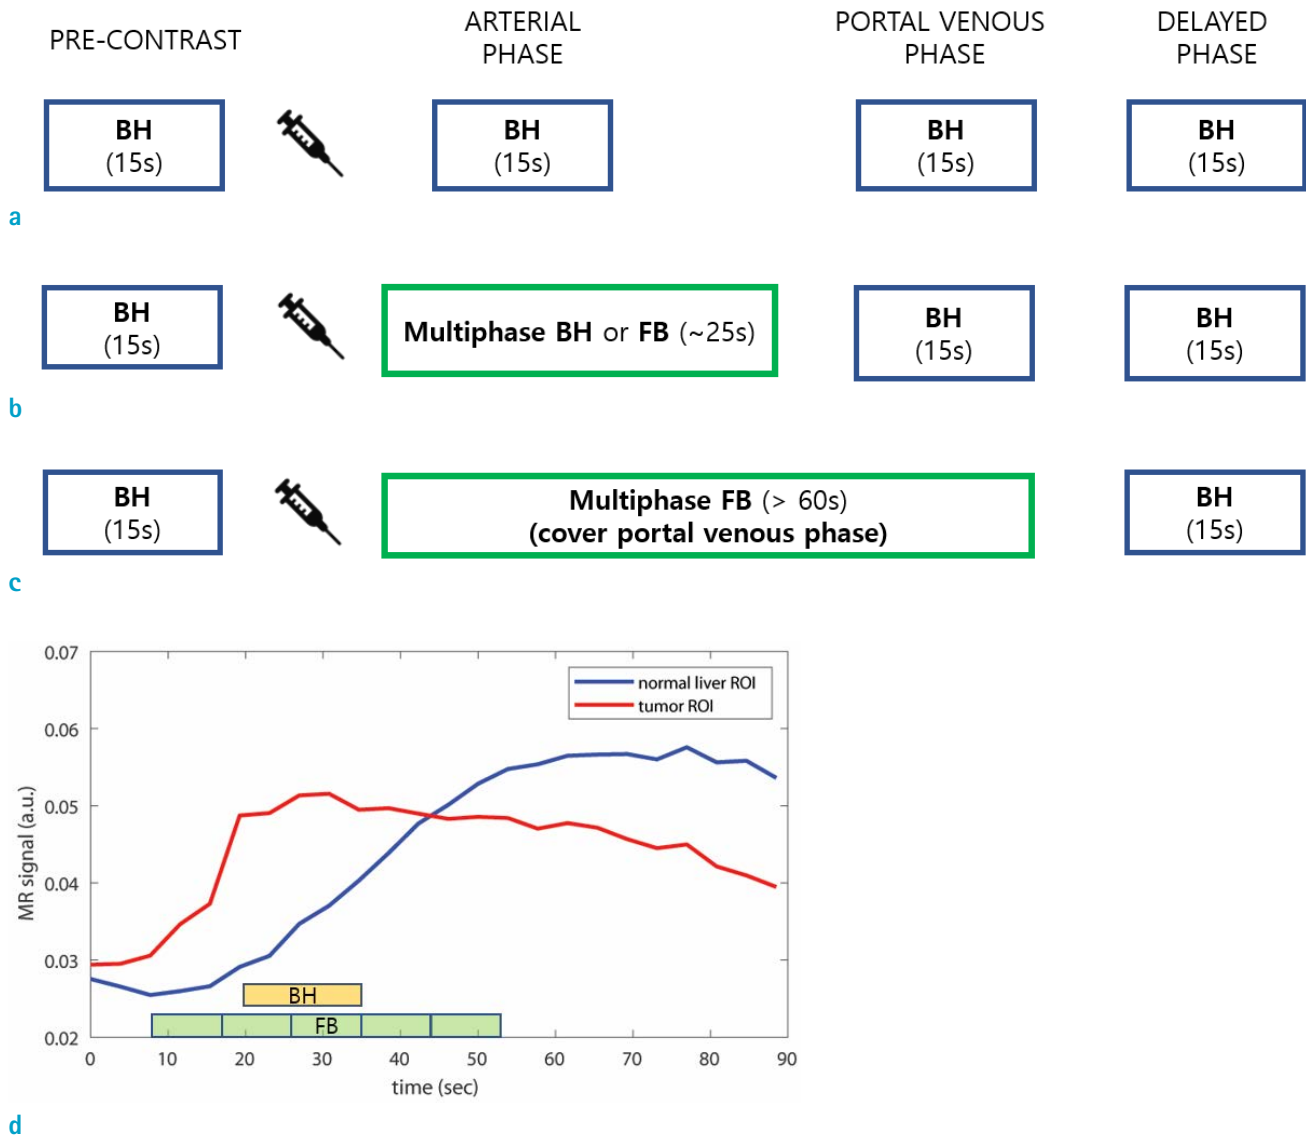 PRE-CONTRAST
ARTERIAL
PHASE
PORTAL VENOUS
PHASE
DELAYED
PHASE
BH
(15s)
BH
(15s)
BH
(15s)
BH
(15s)
a
BH
(15s)
Multiphase BH or FB (~25s)
BH
(15s)
BH
(15s)
b
BH
(15s)
Multiphase FB (> 60s)
(cover portal venous phase)
BH
(15s)
c
0.07
0.06
0.05
0.04
0.03
0.02
MR signal (a.u.)
normal liver ROI
tumor ROI
BH
FB
0 10 20 30 40 50 60 70 80 90
time (sec)
d